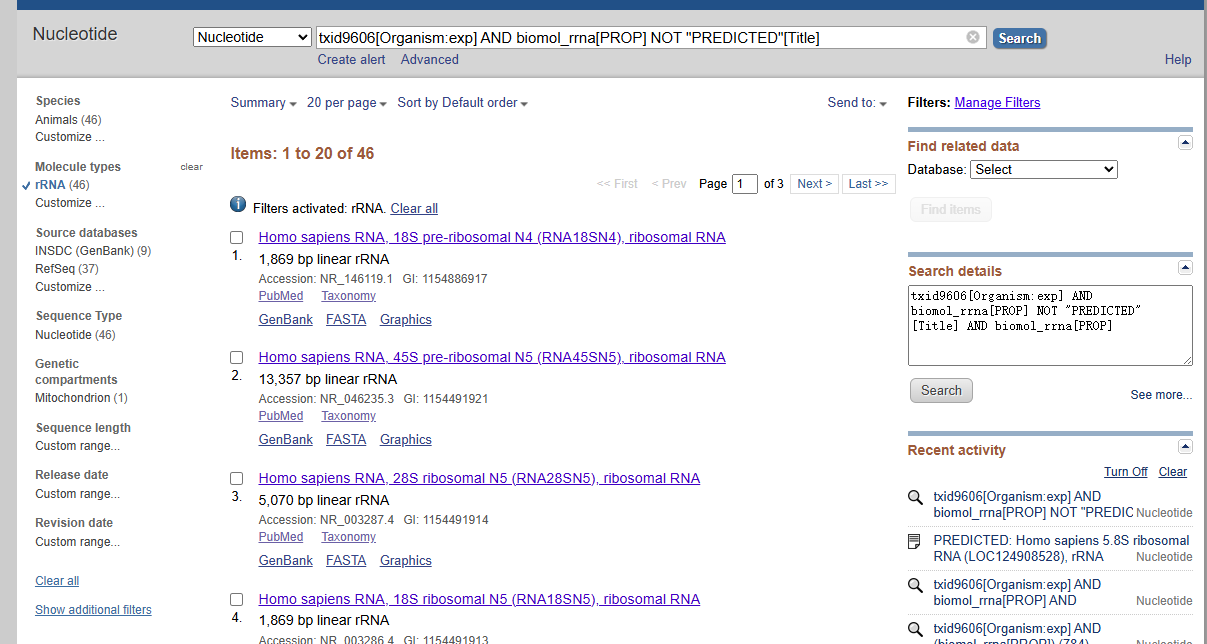 Nucleotide
Nucleotide
txid9606[Organism:exp] AND biomol_rrna[PROP] NOT "PREDICTED"[Title]
Search
Create alert
Advanced
Help
Species
Animals (46)
Customize ...
Molecule types
clear
rRNA (46)
Customize ...
Source databases
INSDC (GenBank) (9)
RefSeq (37)
Customize ...
Sequence Type
Nucleotide (46)
Genetic
compartments
Mitochondrion (1)
Sequence length
Custom range...
Release date
Custom range...
Revision date
Custom range...
Clear all
Show additional filters
Summary
20 per page
Sort by Default order
Send to:
Items: 1 to 20 of 46
<< First
< Prev
Page 1 of 3
Next >
Last >>
Filters activated: rRNA. Clear all
Homo sapiens RNA, 18S pre-ribosomal N4 (RNA18SN4), ribosomal RNA
1.
1,869 bp linear rRNA
Accession: NR_146119.1 GI: 1154886917
PubMed Taxonomy
GenBank FASTA Graphics
Homo sapiens RNA, 45S pre-ribosomal N5 (RNA45SN5), ribosomal RNA
2.
13,357 bp linear rRNA
Accession: NR_046235.3 GI: 1154491921
PubMed Taxonomy
GenBank FASTA Graphics
Homo sapiens RNA, 28S ribosomal N5 (RNA28SN5), ribosomal RNA
3.
5,070 bp linear rRNA
Accession: NR_003287.4 GI: 1154491914
PubMed Taxonomy
GenBank FASTA Graphics
Homo sapiens RNA, 18S ribosomal N5 (RNA18SN5), ribosomal RNA
4.
1,869 bp linear rRNA
Accession: NR_003286.4 GI: 1154491913
Filters: Manage Filters
Find related data
Database: Select
Find items
Search details
txid9606[Organism:exp] AND
biomol_rrna[PROP] NOT "PREDICTED"
[Title] AND biomol_rrna[PROP]
Search
See more...
Recent activity
Turn Off Clear
txid9606[Organism:exp] AND
biomol_rrna[PROP] NOT "PREDIC
Nucleotide
PREDICTED: Homo sapiens 5.8S ribosomal
RNA (LOC124908528), rRNA
Nucleotide
txid9606[Organism:exp] AND
biomol_rrna[PROP] AND
Nucleotide
txid9606[Organism:exp] AND
(biomol_rrna[PROP]) (784)
Nucleotide